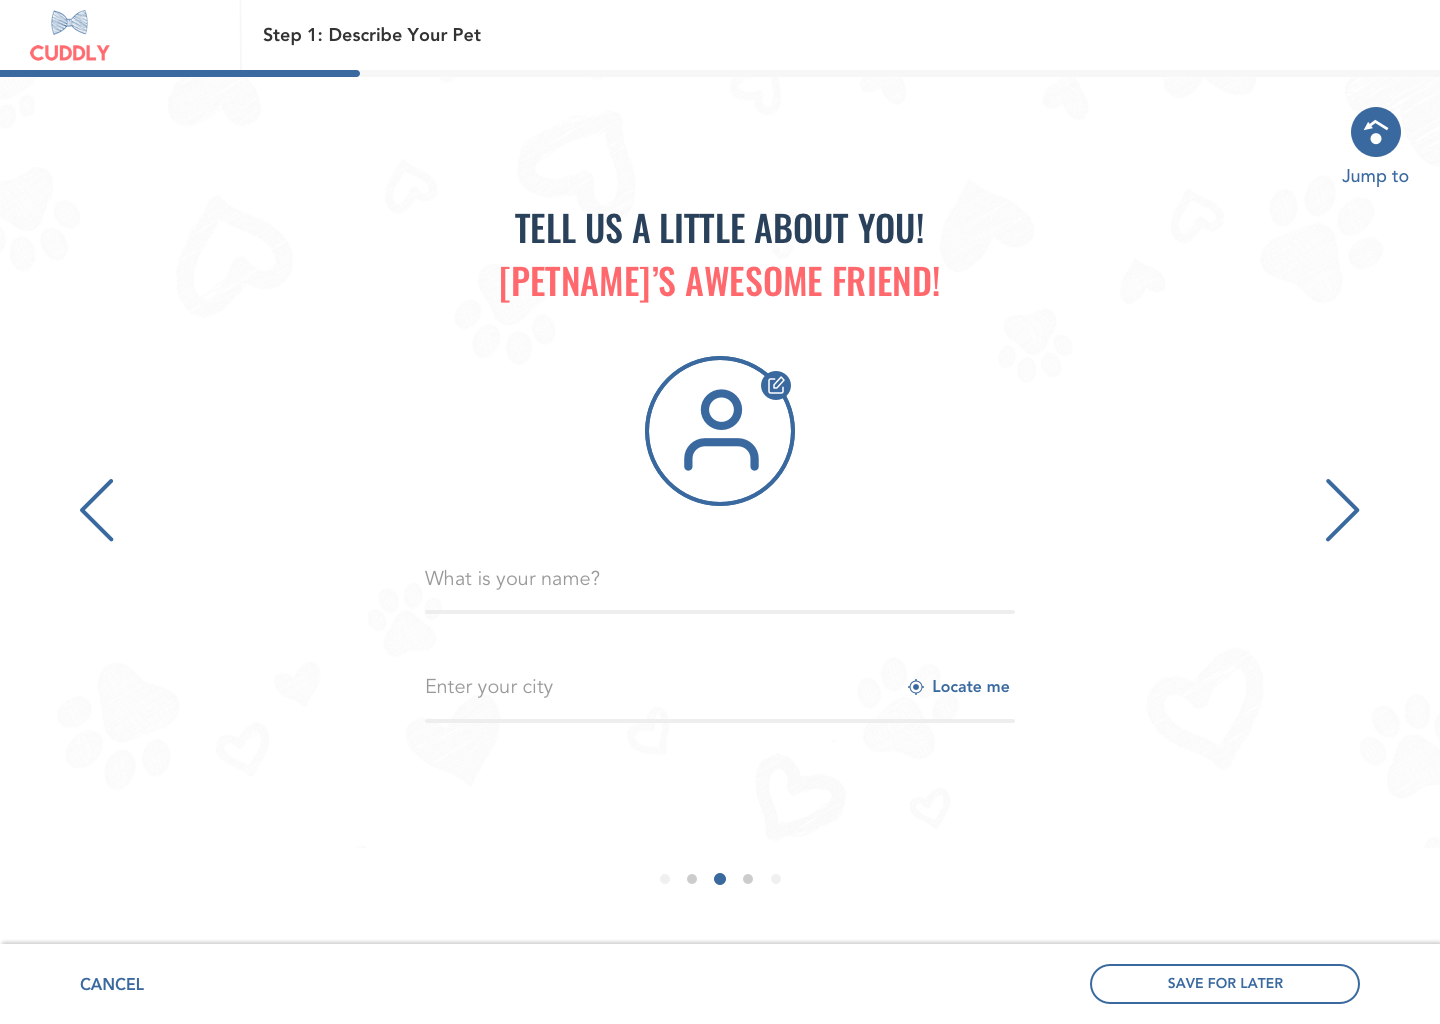 CUDDLY
Step 1: Describe Your Pet
Jump to
TELL US A LITTLE ABOUT YOU!
[PETNAME]’S AWESOME FRIEND!
What is your name?
Enter your city
Locate me
CANCEL
SAVE FOR LATER